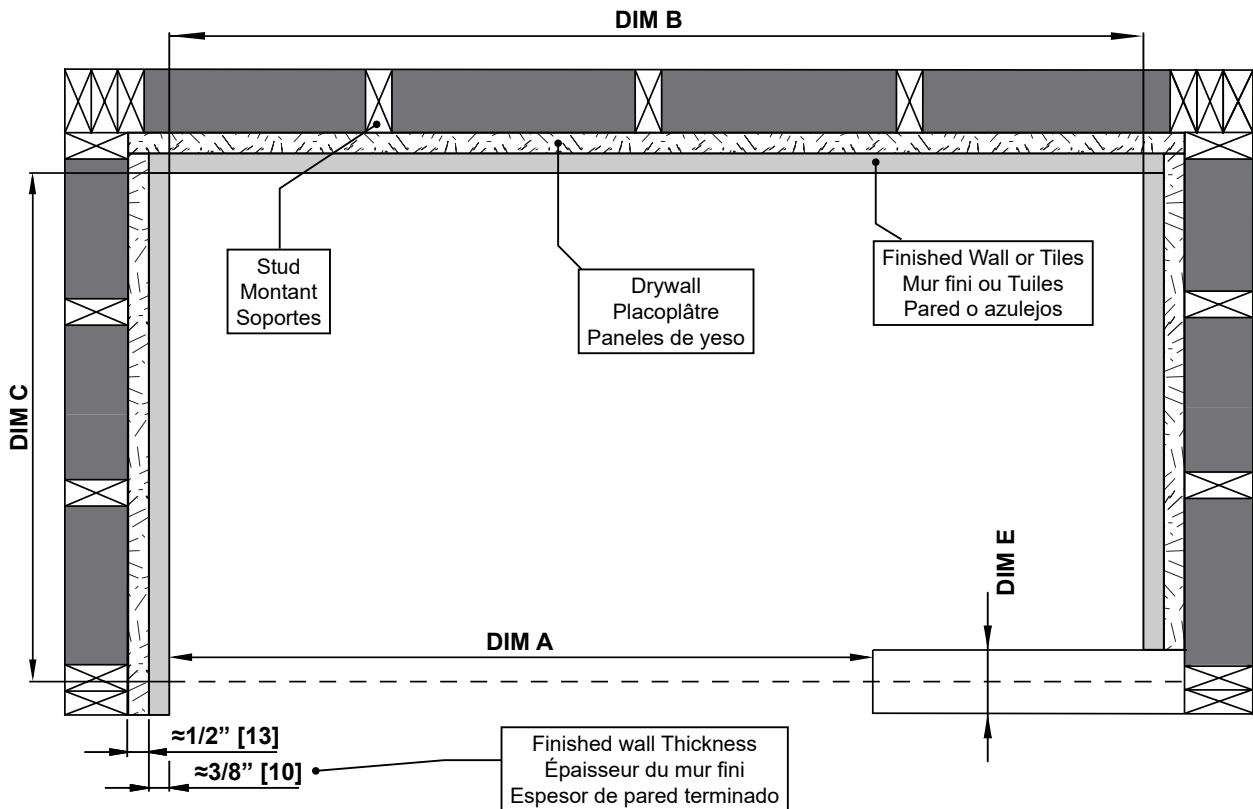 DIM B
Stud
Montant
Soportes
Drywall
Placoplâtre
Paneles de yeso
Finished Wall or Tiles
Mur fini ou Tuiles
Pared o azulejos
DIM C
DIM E
DIM A
≈1/2” [13]
≈3/8” [10]
Finished wall Thickness
Épaisseur du mur fini
Espesor de pared terminado